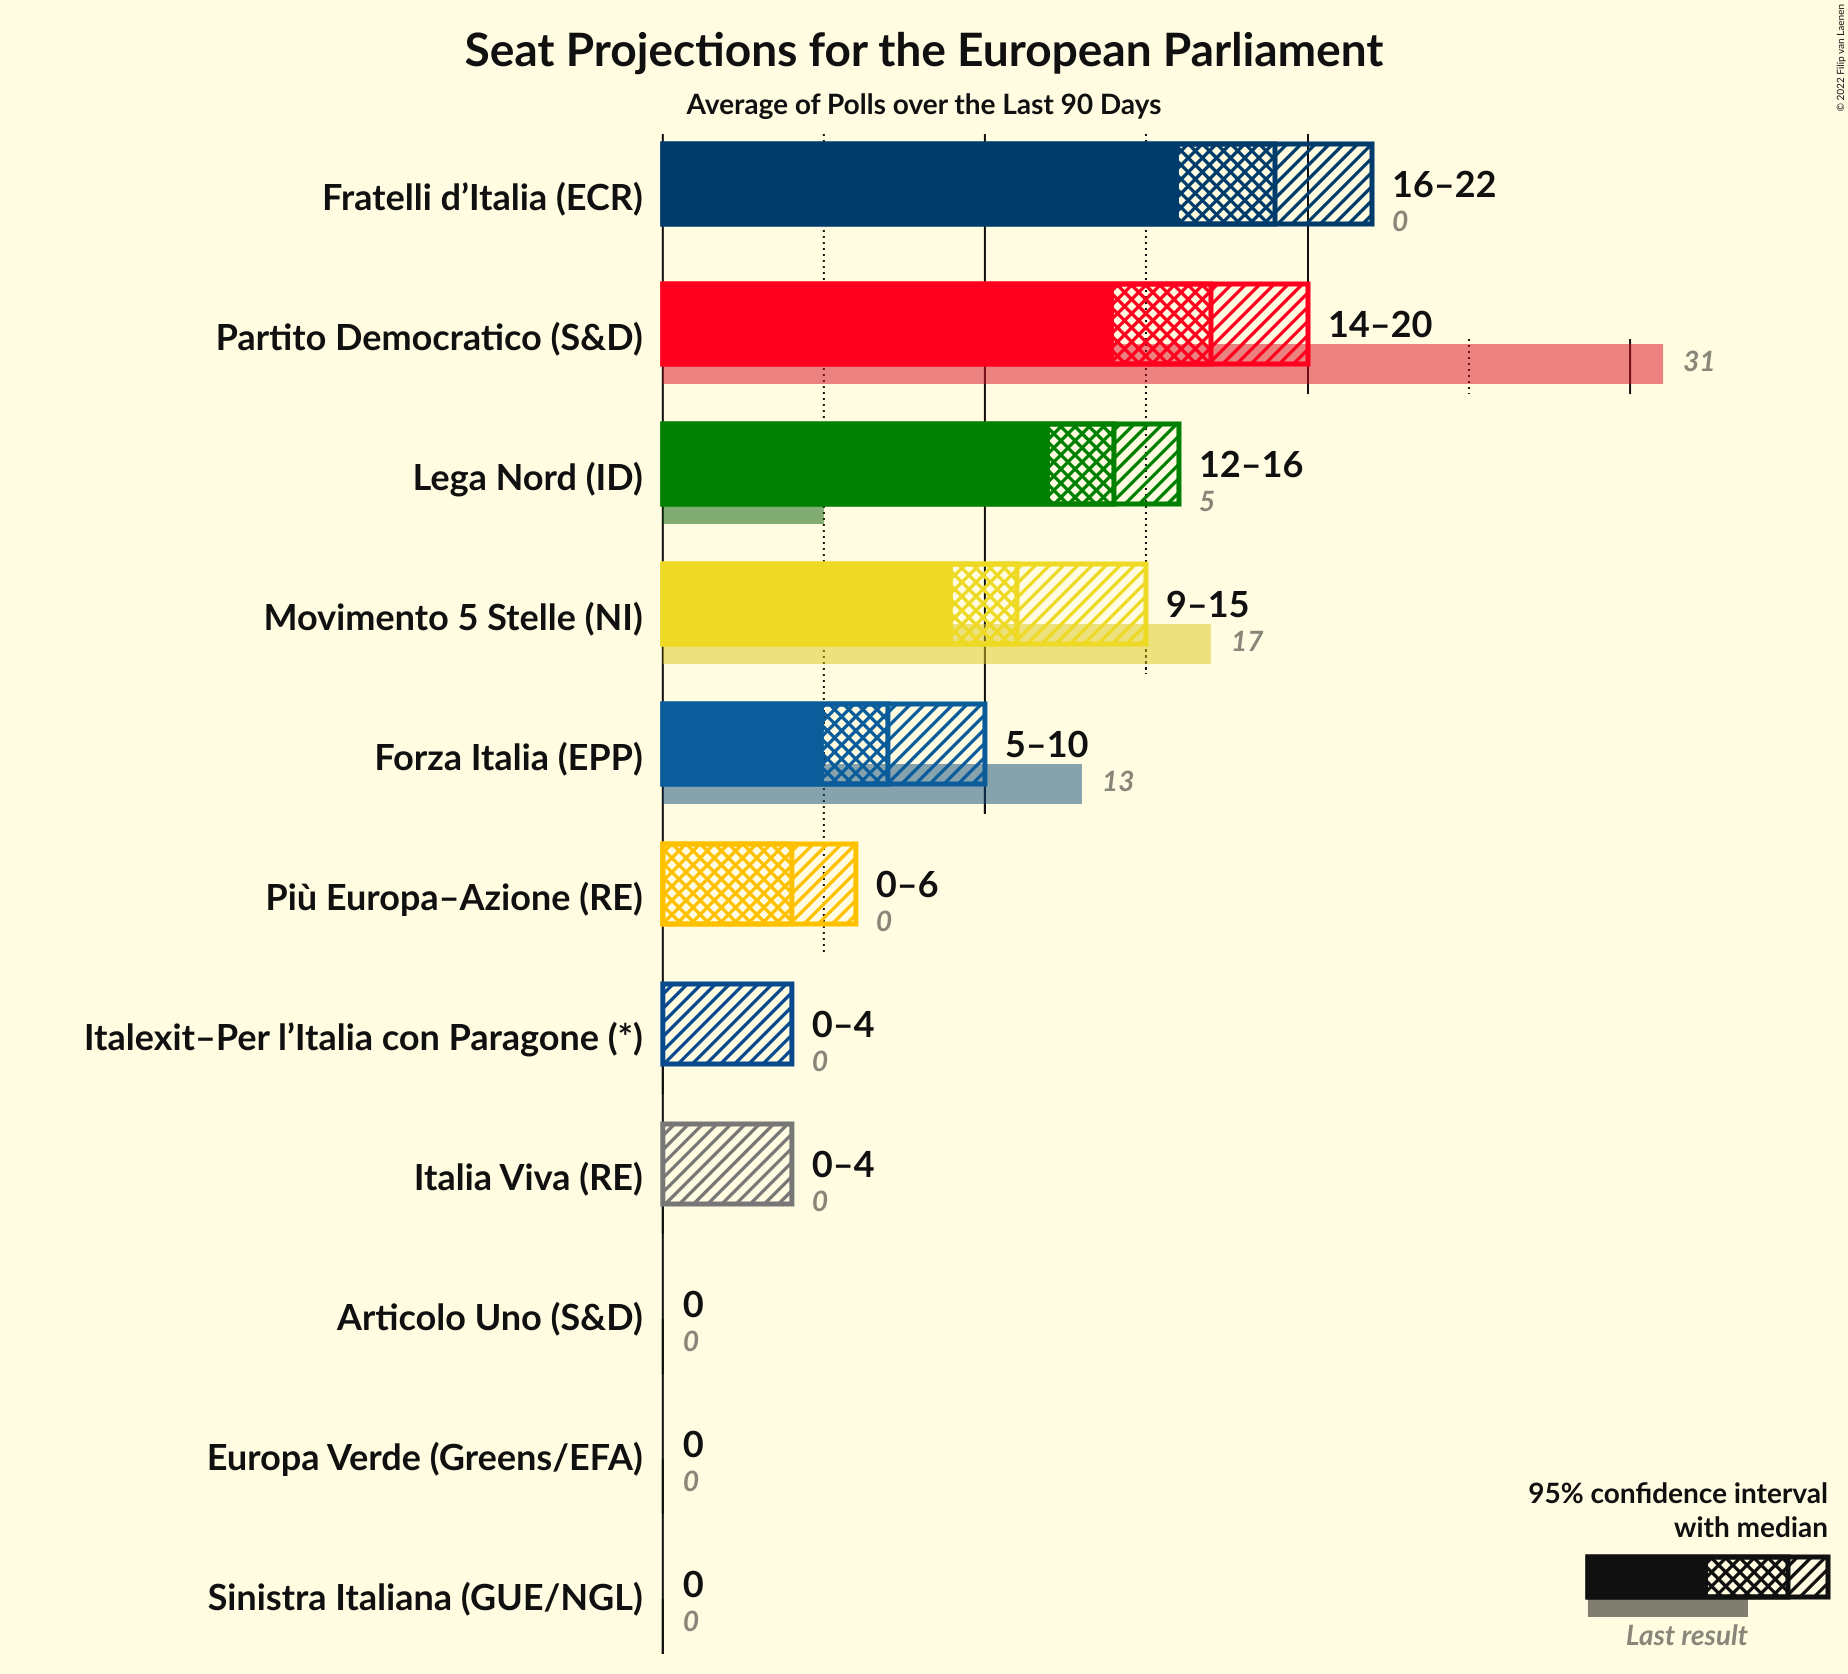 Seat Projections for the European Parliament
Average of Polls over the Last 90 Days
© 2022 Filip van Laenen
Fratelli d’Italia (ECR)
16–22
0
Partito Democratico (S&D)
14–20
31
Lega Nord (ID)
12–16
5
Movimento 5 Stelle (NI)
9–15
17
Forza Italia (EPP)
5–10
13
Più Europa–Azione (RE)
0–6
0
Italexit–Per l’Italia con Paragone (*)
0–4
0
Italia Viva (RE)
0–4
0
Articolo Uno (S&D)
0
0
Europa Verde (Greens/EFA)
0
0
Sinistra Italiana (GUE/NGL)
0
0
95% confidence interval
with median
Last result